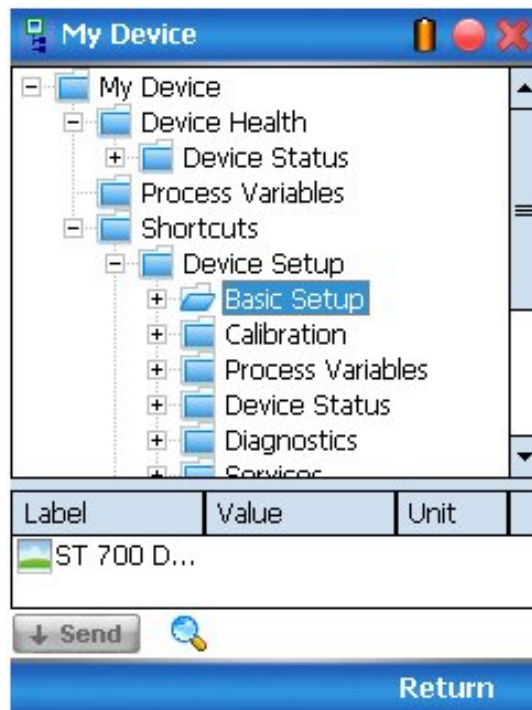 My Device
My Device
Device Health
Device Status
Process Variables
Shortcuts
Device Setup
Basic Setup
Calibration
Process Variables
Device Status
Diagnostics
Services
Label Value Unit
ST 700 D...
Send
Return